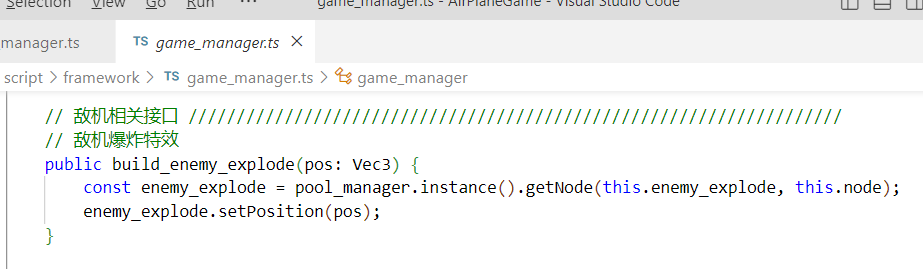 Selection View Go Run ··· game_manager.ts - AirPlaneGame - Visual Studio Code
manager.ts TS game_manager.ts ×
script > framework > TS game_manager.ts > game_manager
// 敌机相关接口 ////////////////////////////////////////////////////////////////////
// 敌机爆炸特效
public build_enemy_explode(pos: Vec3) {
const enemy_explode = pool_manager.instance().getNode(this.enemy_explode, this.node);
enemy_explode.setPosition(pos);
}